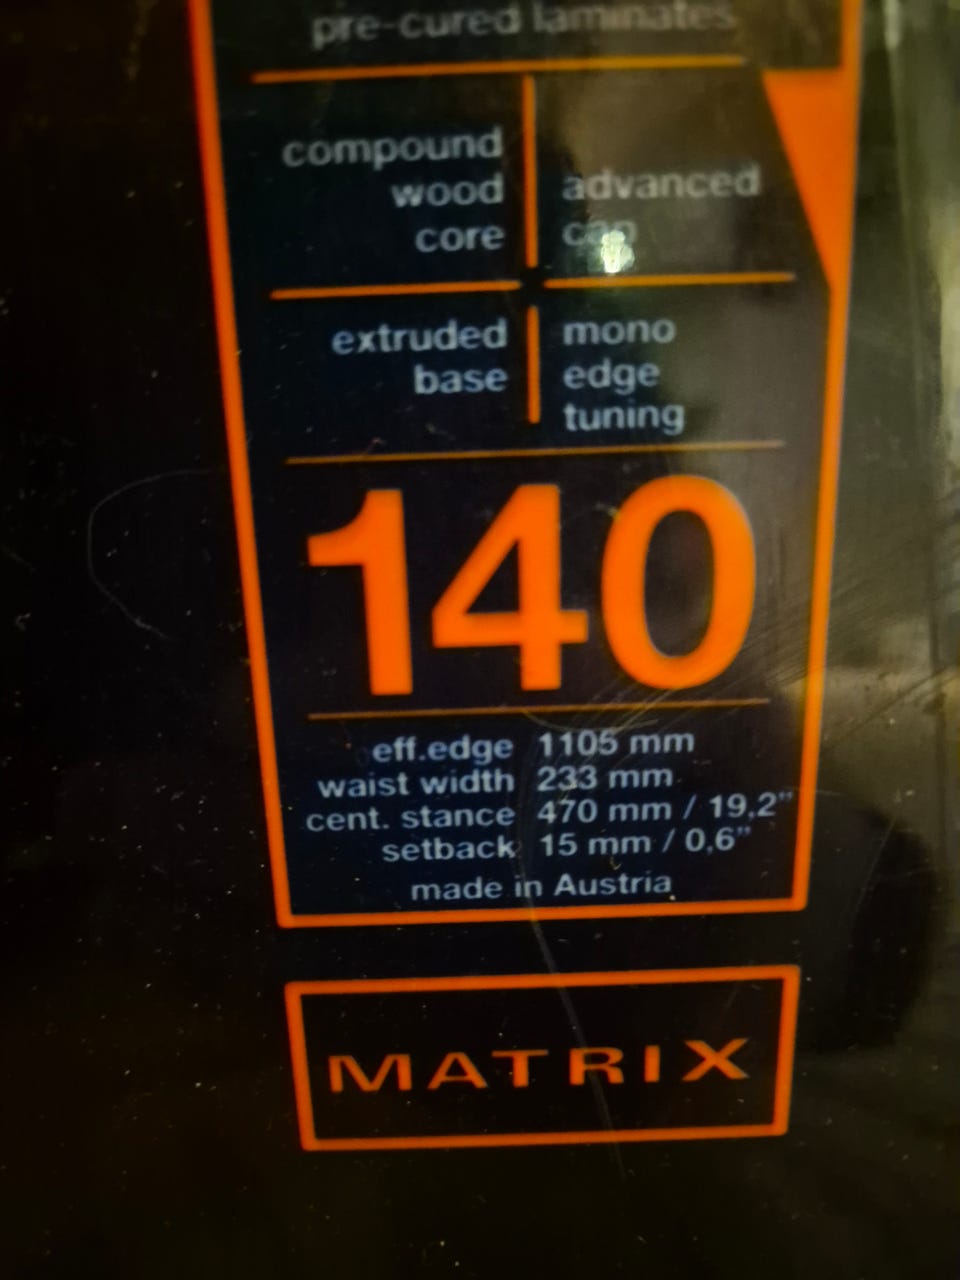 pre-cured laminates
compound
wood
core
advanced
cap
extruded
base
mono
edge
tuning
140
eff.edge 1105 mm
waist width 233 mm
cent. stance 470 mm / 19,2”
setback 15 mm / 0,6”
made in Austria
MATRIX